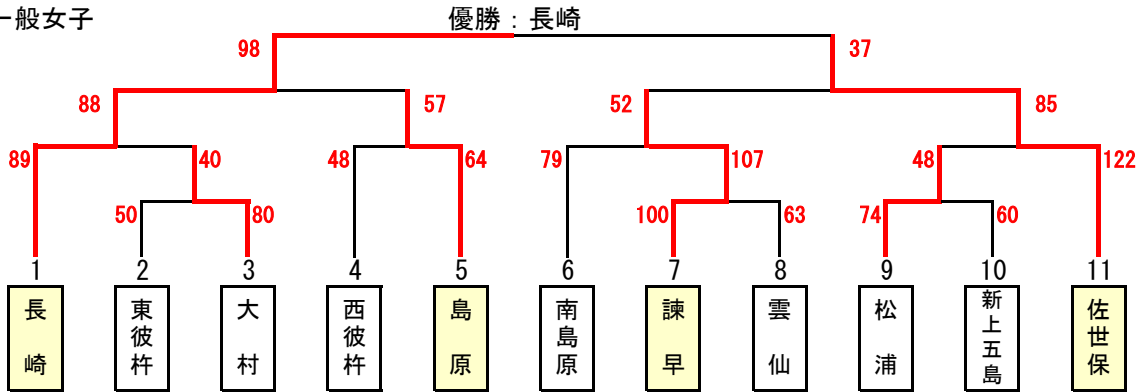 一般女子
優勝：長崎
98 37
88 57 52 85
89 40 48 64 79 107 48 122
50 80 100 63 74 60
1 2 3 4 5 6 7 8 9 10 11
長崎 東彼杵 大村 西彼杵 島原 南島原 諫早 雲仙 松浦 新上五島 佐世保